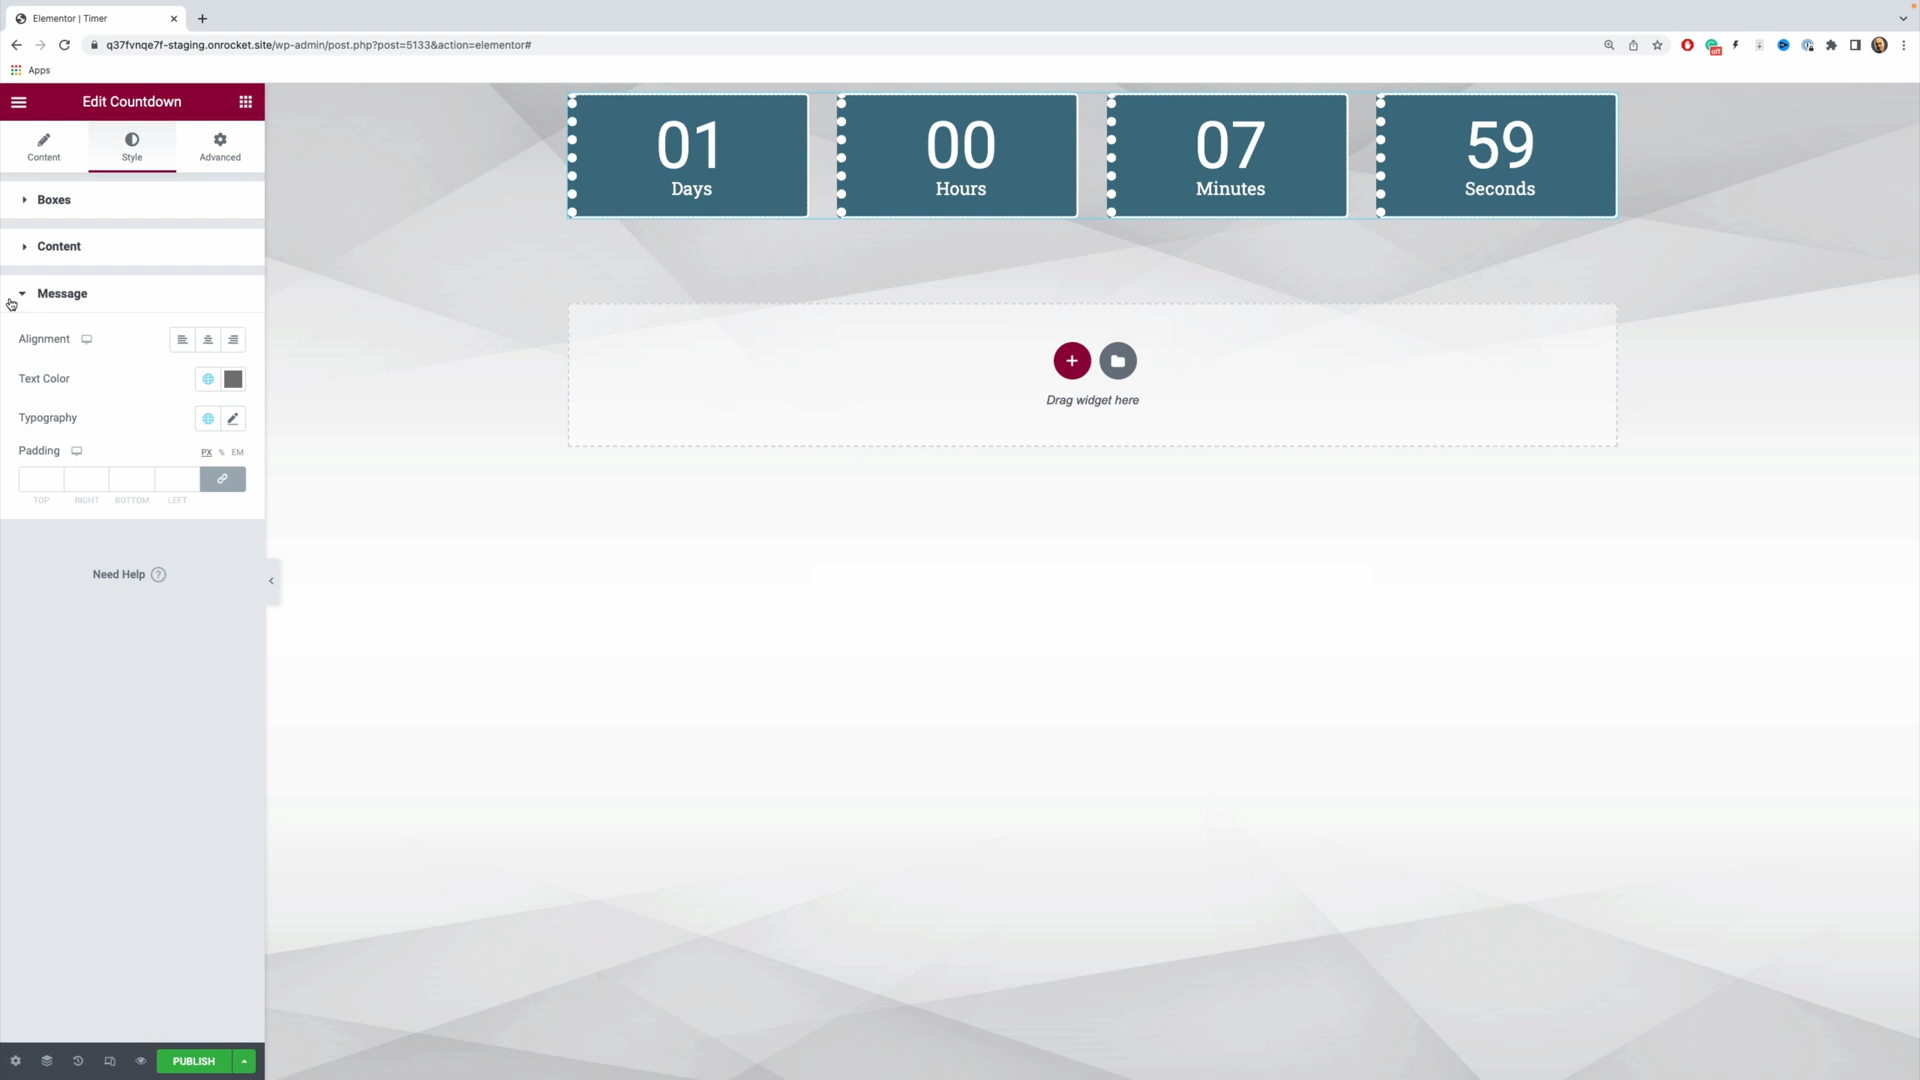 Elementor | Timer
q37fvnqe7f-staging.onrocket.site/wp-admin/post.php?post=5133&action=elementor#
off
Apps
Edit Countdown
Content
Style
Advanced
Boxes
Content
Message
Alignment
Text Color
Typography
Padding
PX % EM
TOP RIGHT BOTTOM LEFT
Need Help ?
PUBLISH
01 00 07 59
Days Hours Minutes Seconds
Drag widget here